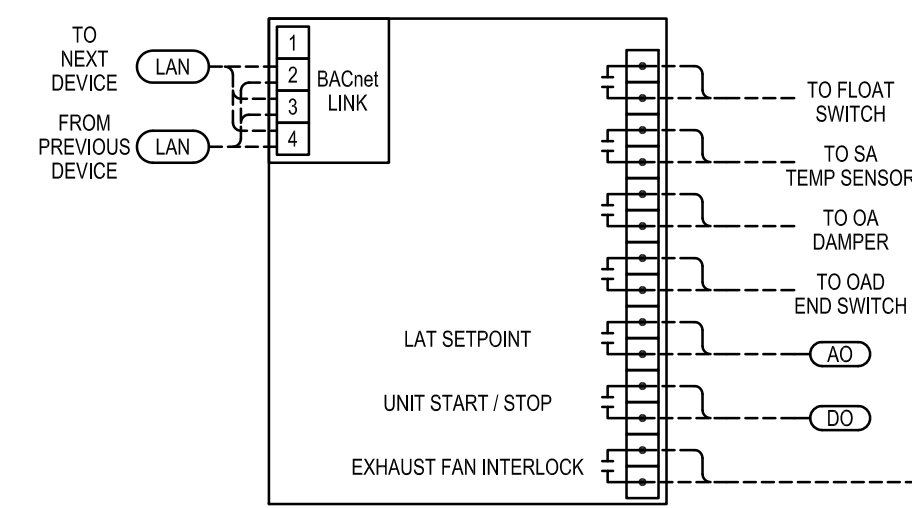 TO
NEXT
DEVICE
LAN
FROM
PREVIOUS
DEVICE
LAN
1
2
3
4
BACnet
LINK
TO FLOAT
SWITCH
TO SA
TEMP SENSOR
TO OA
DAMPER
TO OAD
END SWITCH
LAT SETPOINT
AO
UNIT START / STOP
DO
EXHAUST FAN INTERLOCK